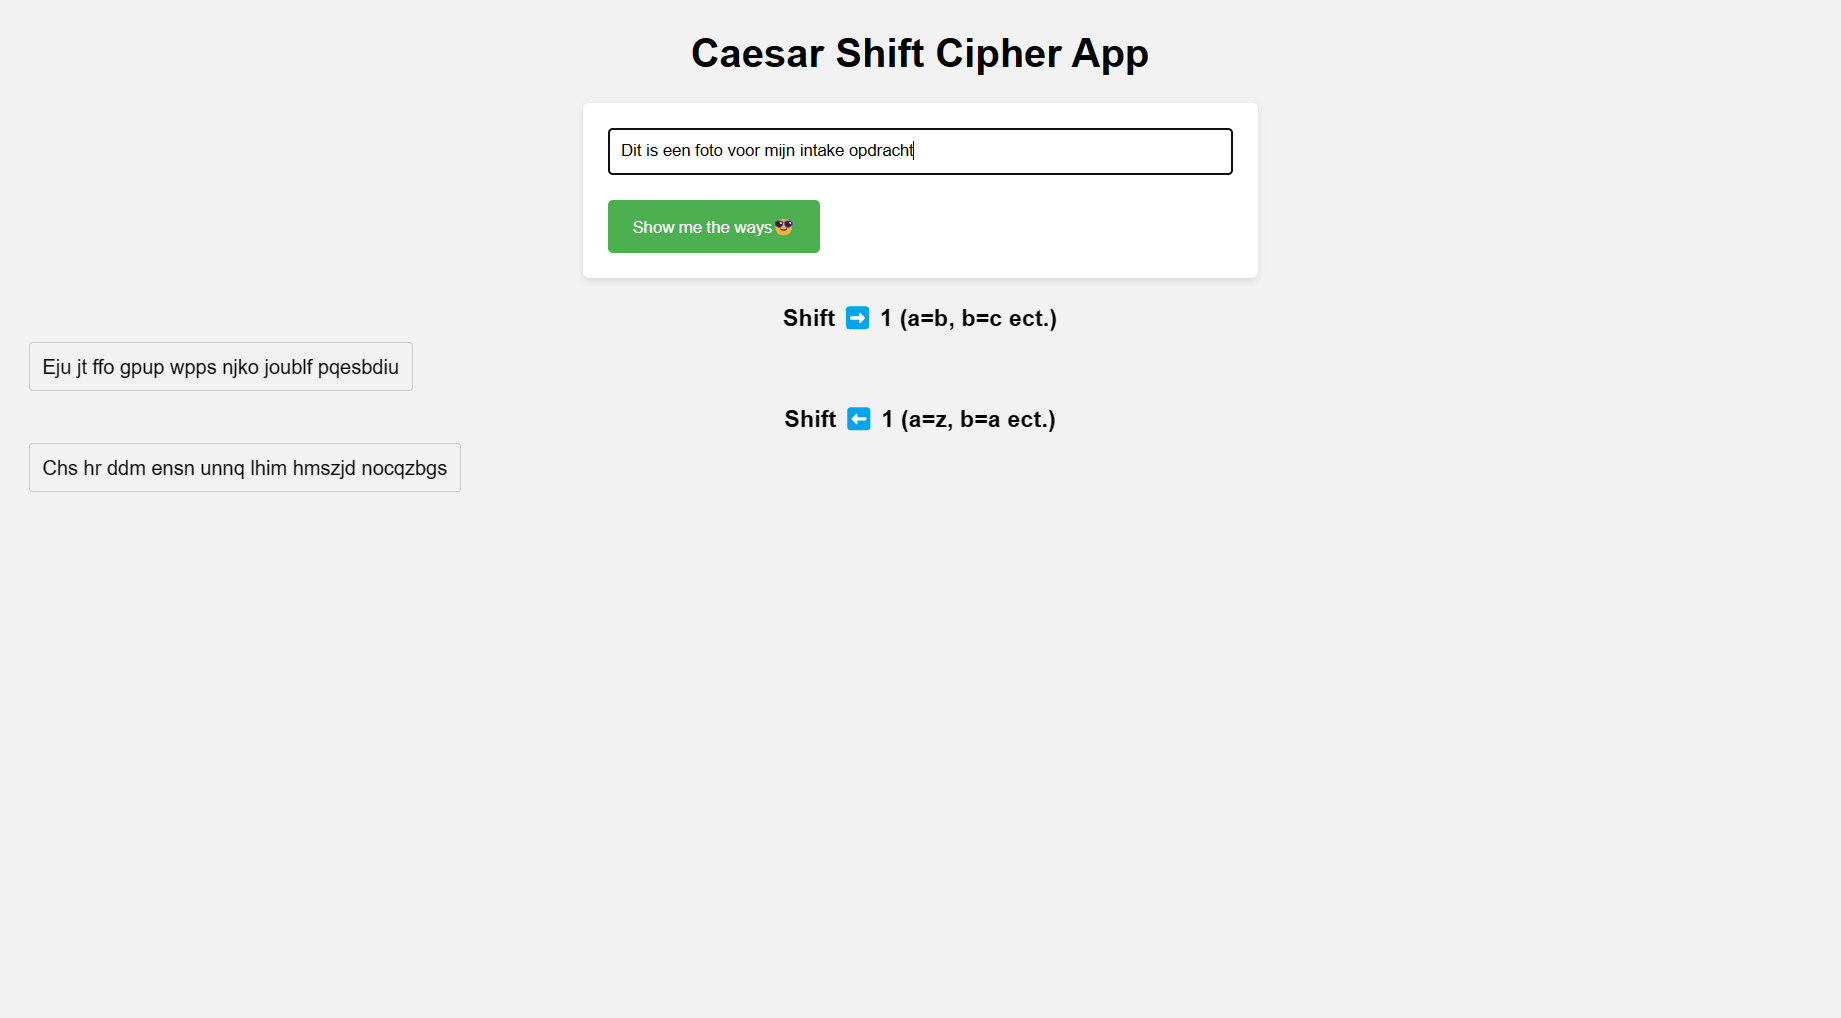 Caesar Shift Cipher App
Dit is een foto voor mijn intake opdracht
Show me the ways😎
Shift ➡️ 1 (a=b, b=c ect.)
Eju jt ffo gpup wpps njko joublf pqesbdiu
Shift ⬅️ 1 (a=z, b=a ect.)
Chs hr ddm ensn unnq lhim hmszjd nocqzbgs